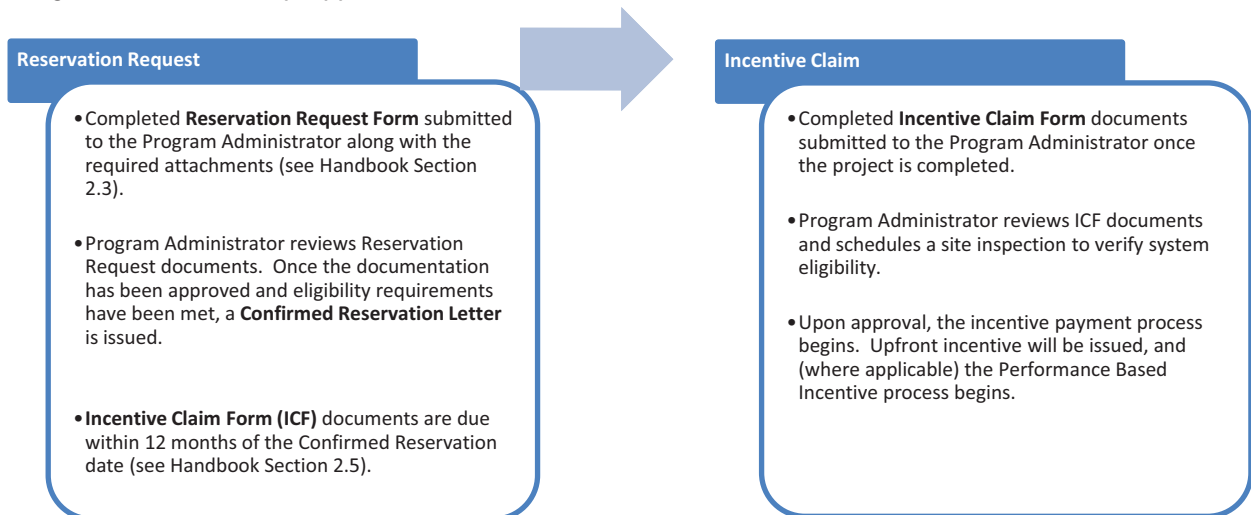 Reservation Request
•Completed Reservation Request Form submitted
to the Program Administrator along with the
required attachments (see Handbook Section
2.3).
•Program Administrator reviews Reservation
Request documents.  Once the documentation
has been approved and eligibility requirements
have been met, a Confirmed Reservation Letter
is issued.
•Incentive Claim Form (ICF) documents are due
within 12 months of the Confirmed Reservation
date (see Handbook Section 2.5).
Incentive Claim
•Completed Incentive Claim Form documents
submitted to the Program Administrator once
the project is completed.
•Program Administrator reviews ICF documents
and schedules a site inspection to verify system
eligibility.
•Upon approval, the incentive payment process
begins.  Upfront incentive will be issued, and
(where applicable) the Performance Based
Incentive process begins.